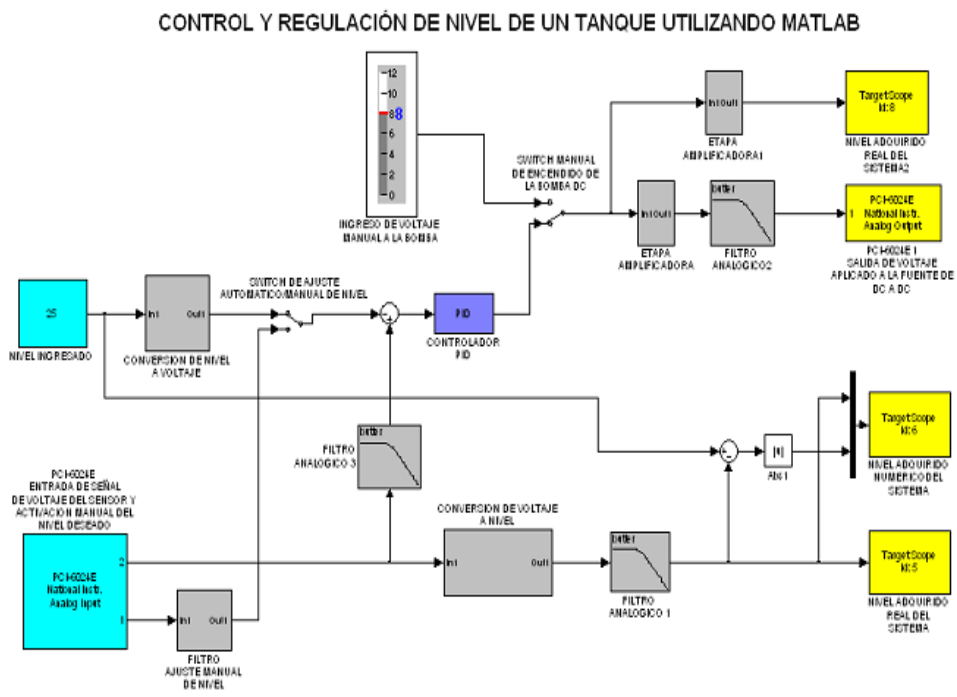 CONTROL Y REGULACIÓN DE NIVEL DE UN TANQUE UTILIZANDO MATLAB
12
10
8
8
6
4
2
0
INGRESO DE VOLTAJE
MANUAL A LA BOMBA
SWITCH MANUAL
DE ENCENDIDO DE
LA BOMBA DC
In1 Out1
ETAPA
AMPLIFICADORA1
TargetScope
Id: 8
NIVEL ADQUIRIDO
REAL DEL
SISTEMA2
In1 Out1
ETAPA
AMPLIFICADORA
butter
FILTRO
ANALOGICO2
1
PCI-6024E
National Instr.
Analog Output
PCI-6024E 1
SALIDA DE VOLTAJE
APLICADO A LA FUENTE DE
DC A DC
25
NIVEL INGRESADO
In1 Out1
CONVERSION DE NIVEL
A VOLTAJE
SWITCH DE AJUSTE
AUTOMATICO/MANUAL DE NIVEL
PID
CONTROLADOR
PID
butter
FILTRO
ANALOGICO 3
|u|
Abs1
TargetScope
Id: 6
NIVEL ADQUIRIDO
NUMERICO DEL
SISTEMA
PCI-6024E
ENTRADA DE SEÑAL
DE VOLTAJE DEL SENSOR Y
ACTIVACION MANUAL DEL
NIVEL DESEADO
PCI-6024E
National Instr.
Analog Input
2
1
In1 Out1
FILTRO
AJUSTE MANUAL
DE NIVEL
CONVERSION DE VOLTAJE
A NIVEL
In1 Out1
butter
FILTRO
ANALOGICO 1
TargetScope
Id: 5
NIVEL ADQUIRIDO
REAL DEL
SISTEMA